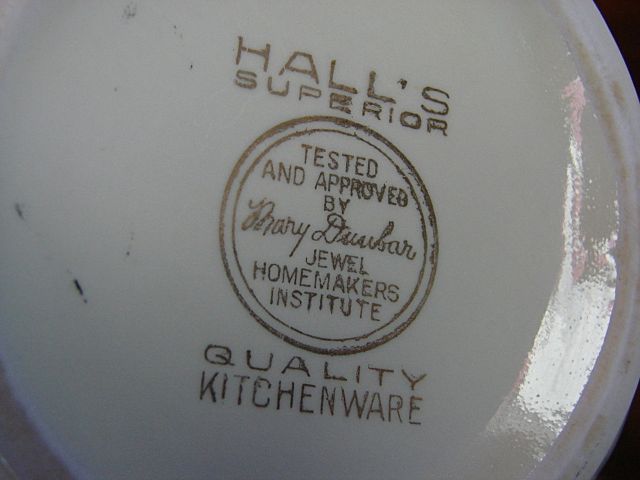 HALL'S
SUPERIOR
TESTED
AND APPROVED
BY
Mary Dunbar
JEWEL
HOMEMAKERS
INSTITUTE
QUALITY
KITCHENWARE